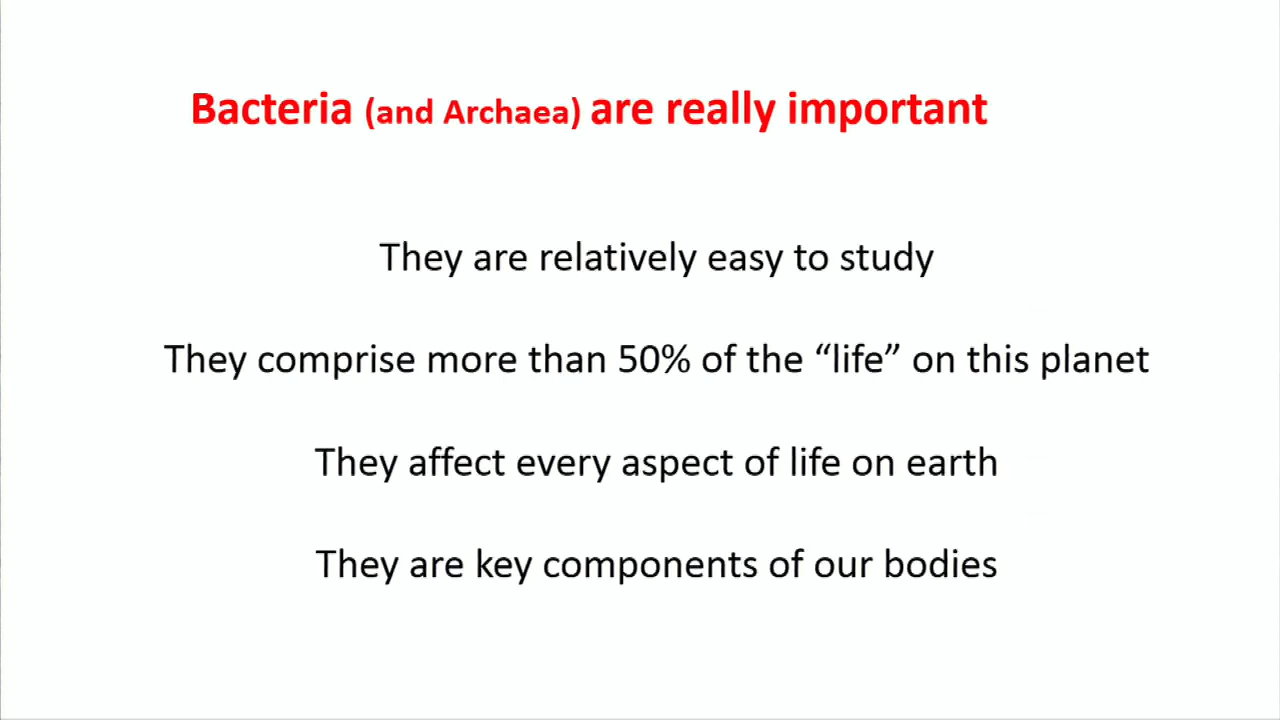 Bacteria (and Archaea) are really important
They are relatively easy to study
They comprise more than 50% of the “life” on this planet
They affect every aspect of life on earth
They are key components of our bodies